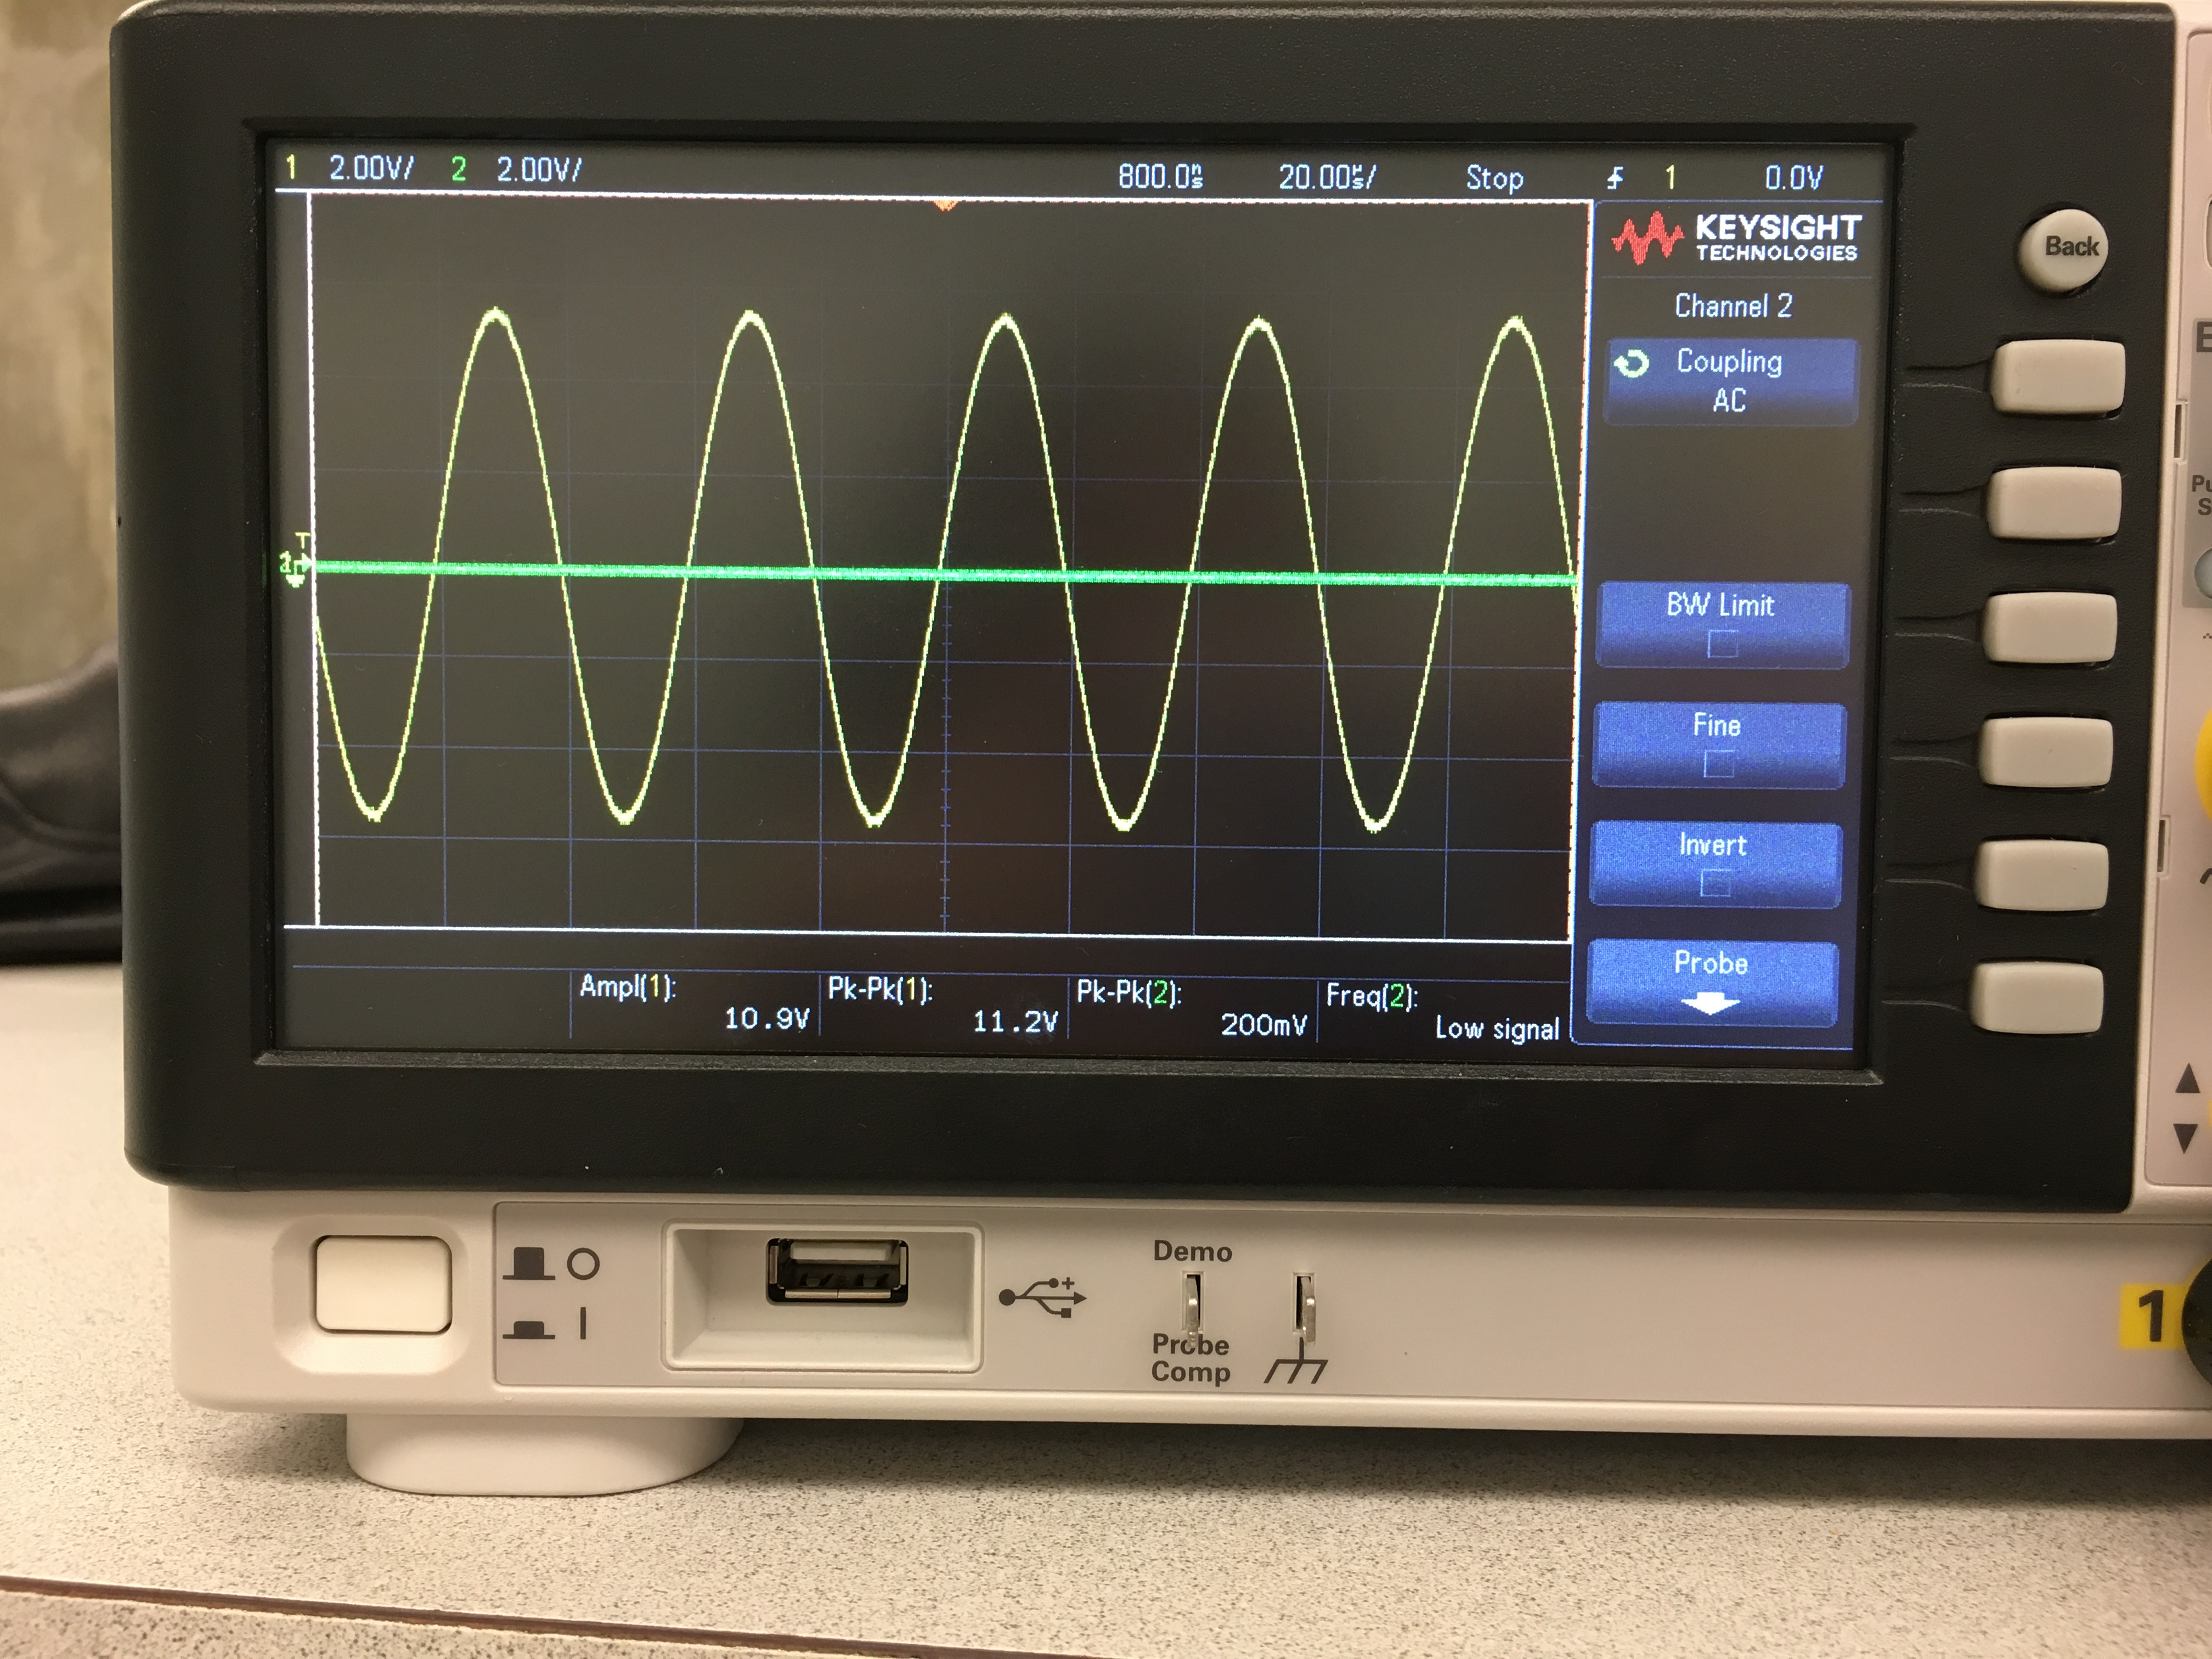 1 2.00V/ 2 2.00V/ 800.0ns 20.00µs/ Stop 1 0.0V
KEYSIGHT
TECHNOLOGIES
Back
Channel 2
Coupling
AC
T
BW Limit
Fine
Invert
Probe
Ampl(1): Pk-Pk(1): Pk-Pk(2): Freq(2):
10.9V 11.2V 200mV Low signal
Demo
Probe
Comp
1